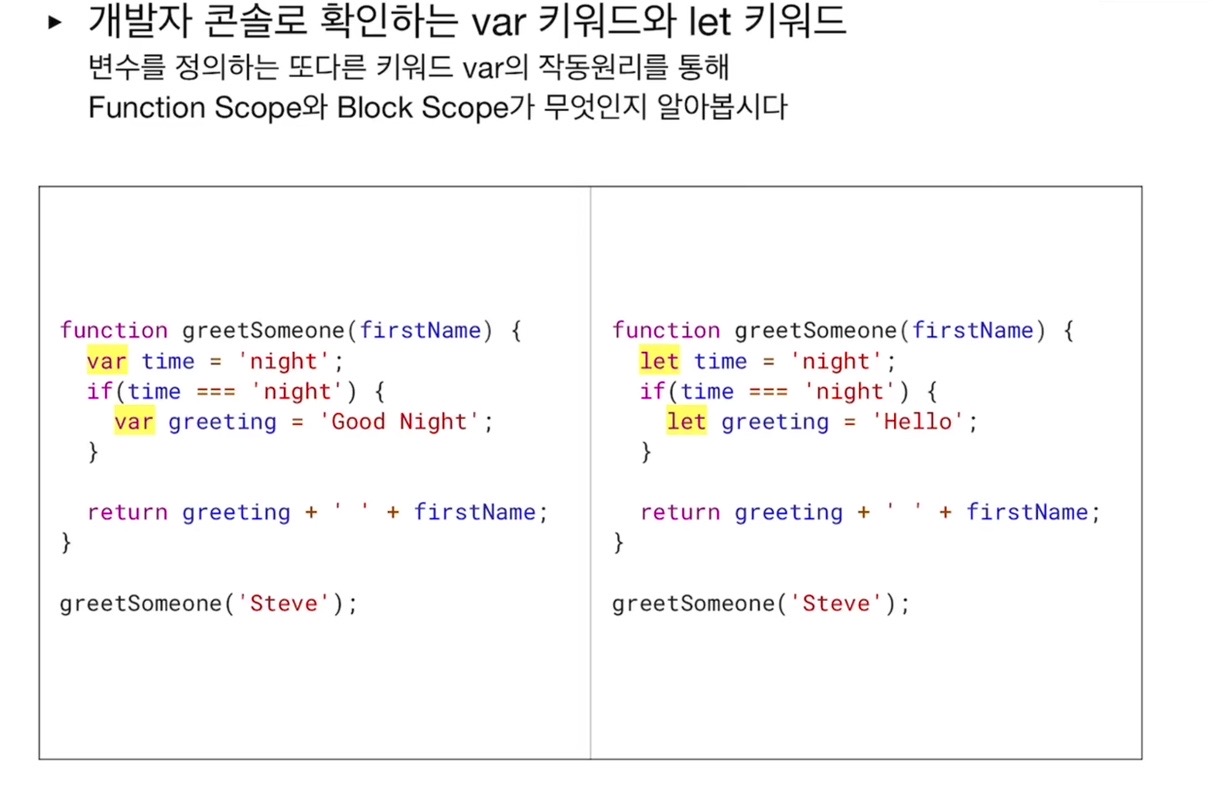 ▸ 개발자 콘솔로 확인하는 var 키워드와 let 키워드
변수를 정의하는 또다른 키워드 var의 작동원리를 통해
Function Scope와 Block Scope가 무엇인지 알아봅시다
function greetSomeone(firstName) {
  var time = 'night';
  if(time === 'night') {
    var greeting = 'Good Night';
  }
  return greeting + ' ' + firstName;
}
greetSomeone('Steve');
function greetSomeone(firstName) {
  let time = 'night';
  if(time === 'night') {
    let greeting = 'Hello';
  }
  return greeting + ' ' + firstName;
}
greetSomeone('Steve');